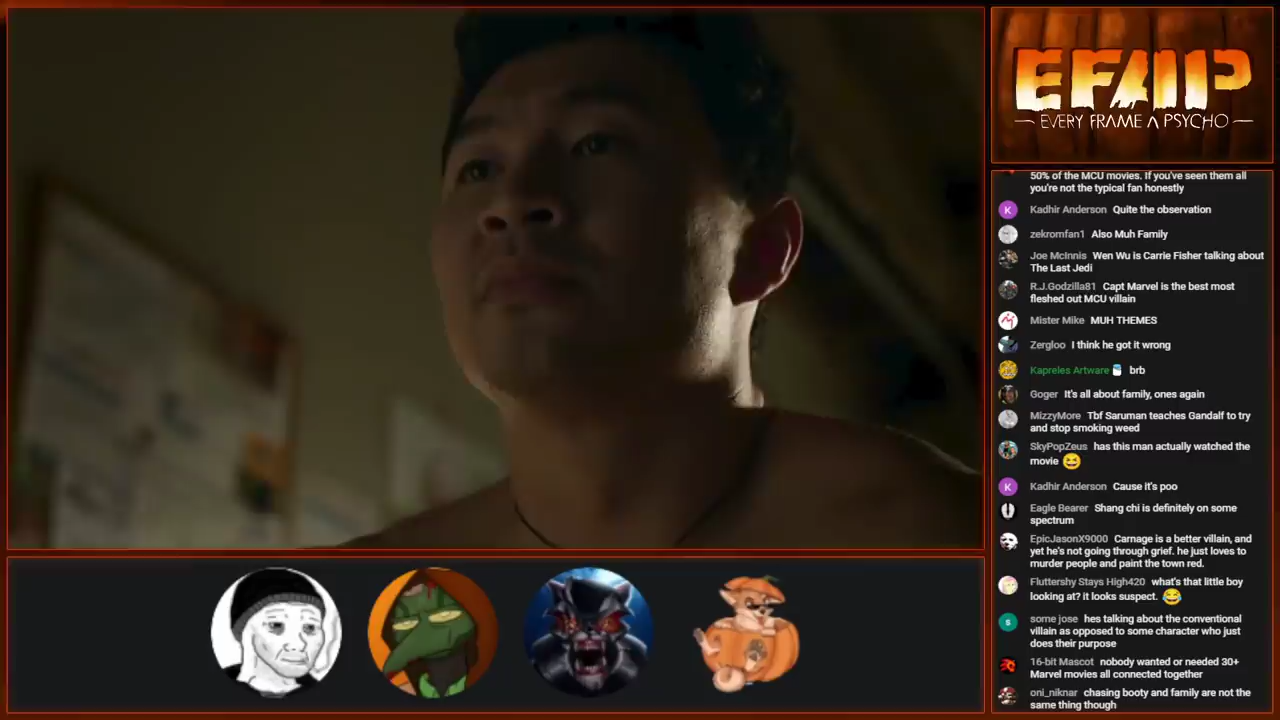 EFAP
EVERY FRAME A PSYCHO
50% of the MCU movies. If you've seen them all
you're not the typical fan honestly
K Kadhir Anderson Quite the observation
zekromfan1 Also Muh Family
Joe McInnis Wen Wu is Carrie Fisher talking about
The Last Jedi
R.J.Godzilla81 Capt Marvel is the best most
fleshed out MCU villain
Mister Mike MUH THEMES
Zergloo I think he got it wrong
Kapreles Artware brb
Goger It's all about family, ones again
MizzyMore Tbf Saruman teaches Gandalf to try
and stop smoking weed
SkyPopZeus has this man actually watched the
movie 😆
K Kadhir Anderson Cause it's poo
Eagle Bearer Shang chi is definitely on some
spectrum
EpicJasonX9000 Carnage is a better villain, and
yet he's not going through grief. he just loves to
murder people and paint the town red.
Fluttershy Stays High420 what's that little boy
looking at? it looks suspect. 😂
s some jose hes talking about the conventional
villain as opposed to some character who just
does their purpose
16-bit Mascot nobody wanted or needed 30+
Marvel movies all connected together
oni_niknar chasing booty and family are not the
same thing though